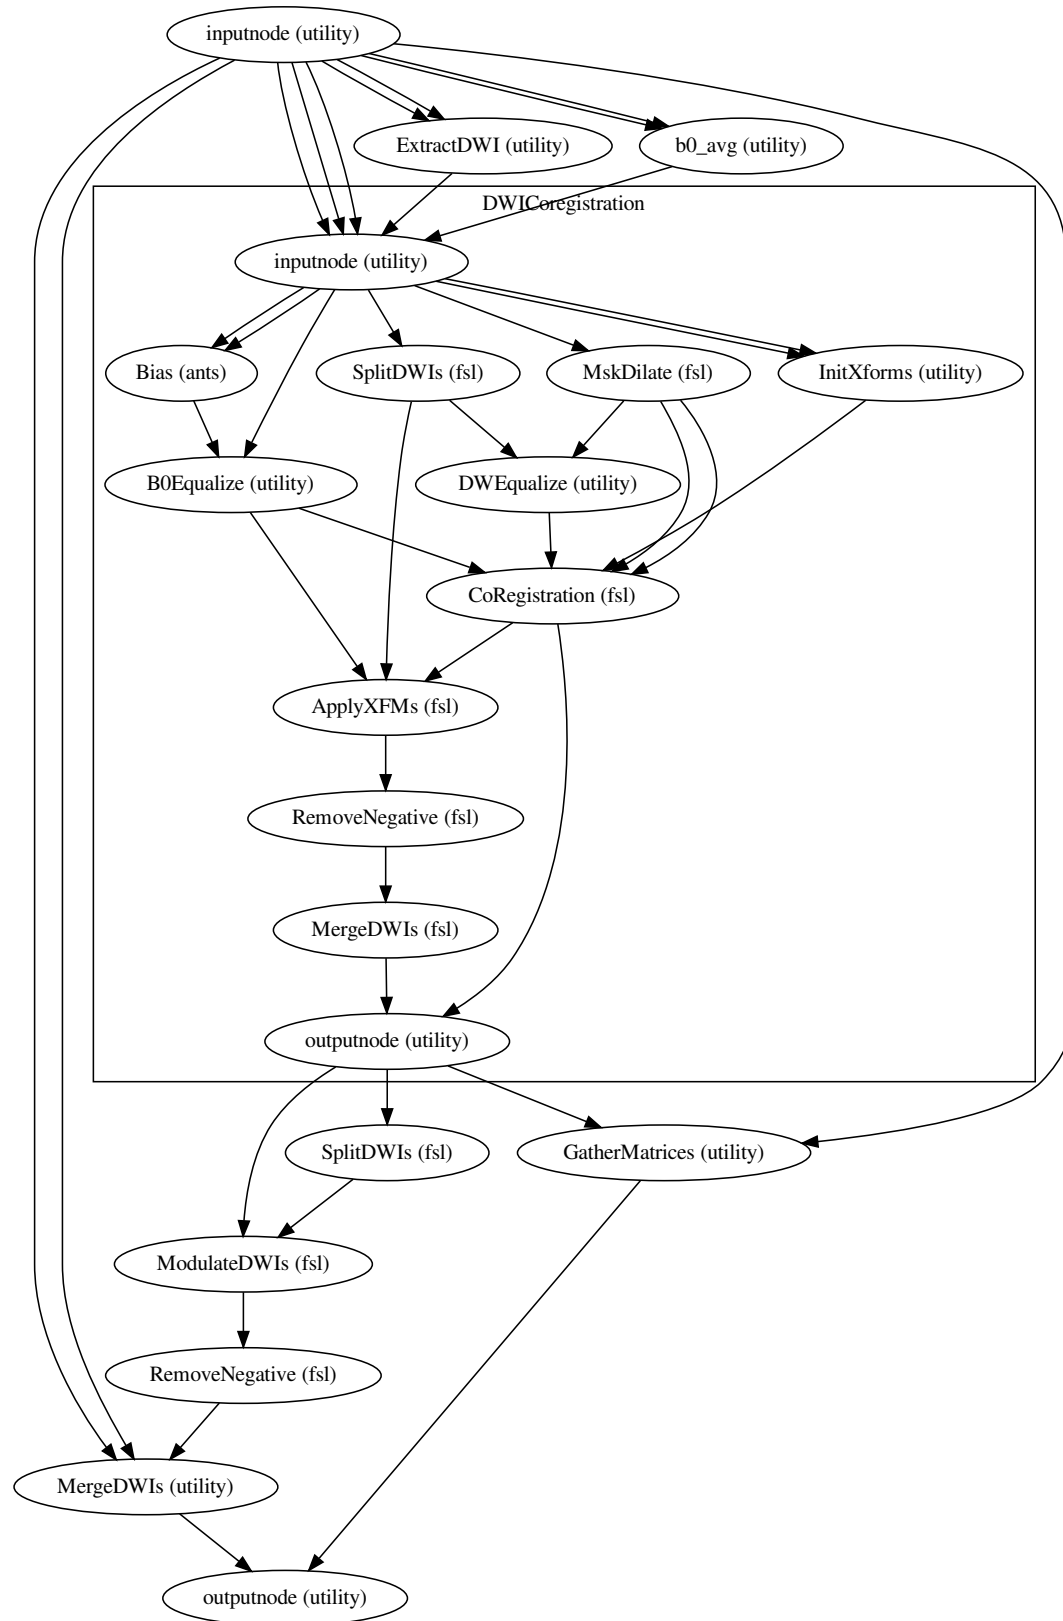 inputnode (utility)
ExtractDWI (utility)
b0_avg (utility)
DWICoregistration
inputnode (utility)
Bias (ants)
SplitDWIs (fsl)
MskDilate (fsl)
InitXforms (utility)
B0Equalize (utility)
DWEqualize (utility)
CoRegistration (fsl)
ApplyXFMs (fsl)
RemoveNegative (fsl)
MergeDWIs (fsl)
outputnode (utility)
SplitDWIs (fsl)
GatherMatrices (utility)
ModulateDWIs (fsl)
RemoveNegative (fsl)
MergeDWIs (utility)
outputnode (utility)